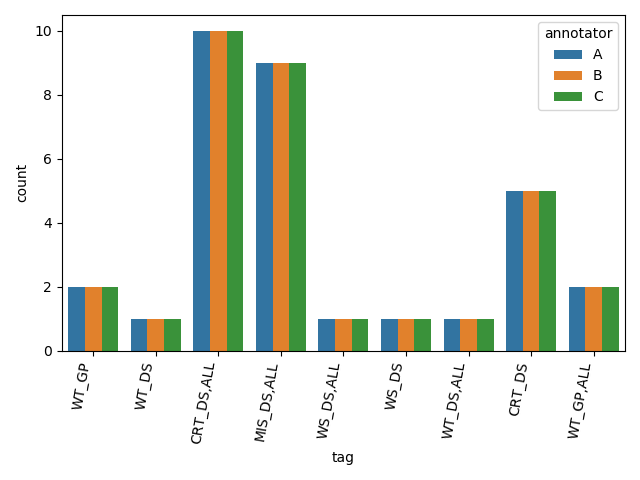 annotator
A
B
C
count
10
8
6
4
2
0
WT_GP
WT_DS
CRT_DS,ALL
MIS_DS,ALL
WS_DS,ALL
WS_DS
WT_DS,ALL
CRT_DS
WT_GP,ALL
tag